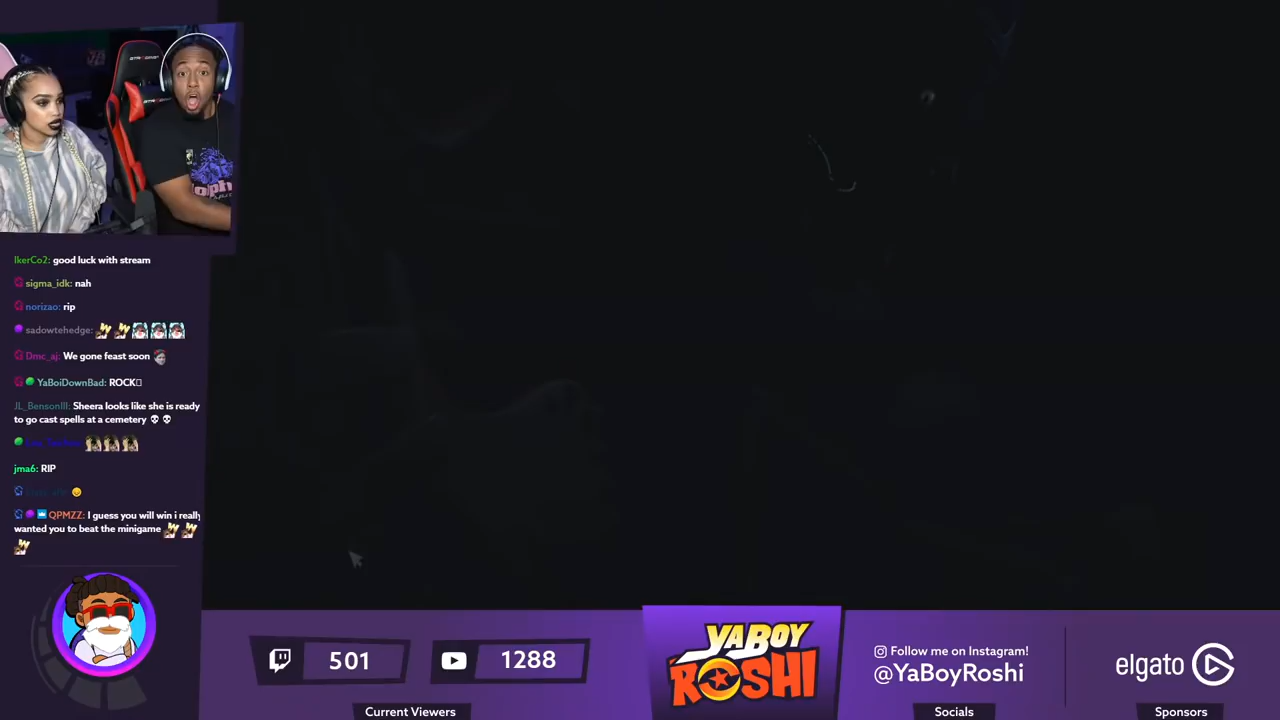 IkerCo2: good luck with stream
sigma_idk: nah
norizao: rip
sadowtehedge:
Dmc_aj: We gone feast soon
YaBoiDownBad: ROCK
JL_BensonIII: Sheera looks like she is ready
to go cast spells at a cemetery
jma6: RIP
QPMZZ: I guess you will win i really
wanted you to beat the minigame
501
1288
Current Viewers
YABOY
ROSHI
Follow me on Instagram!
@YaBoyRoshi
Socials
elgato
Sponsors